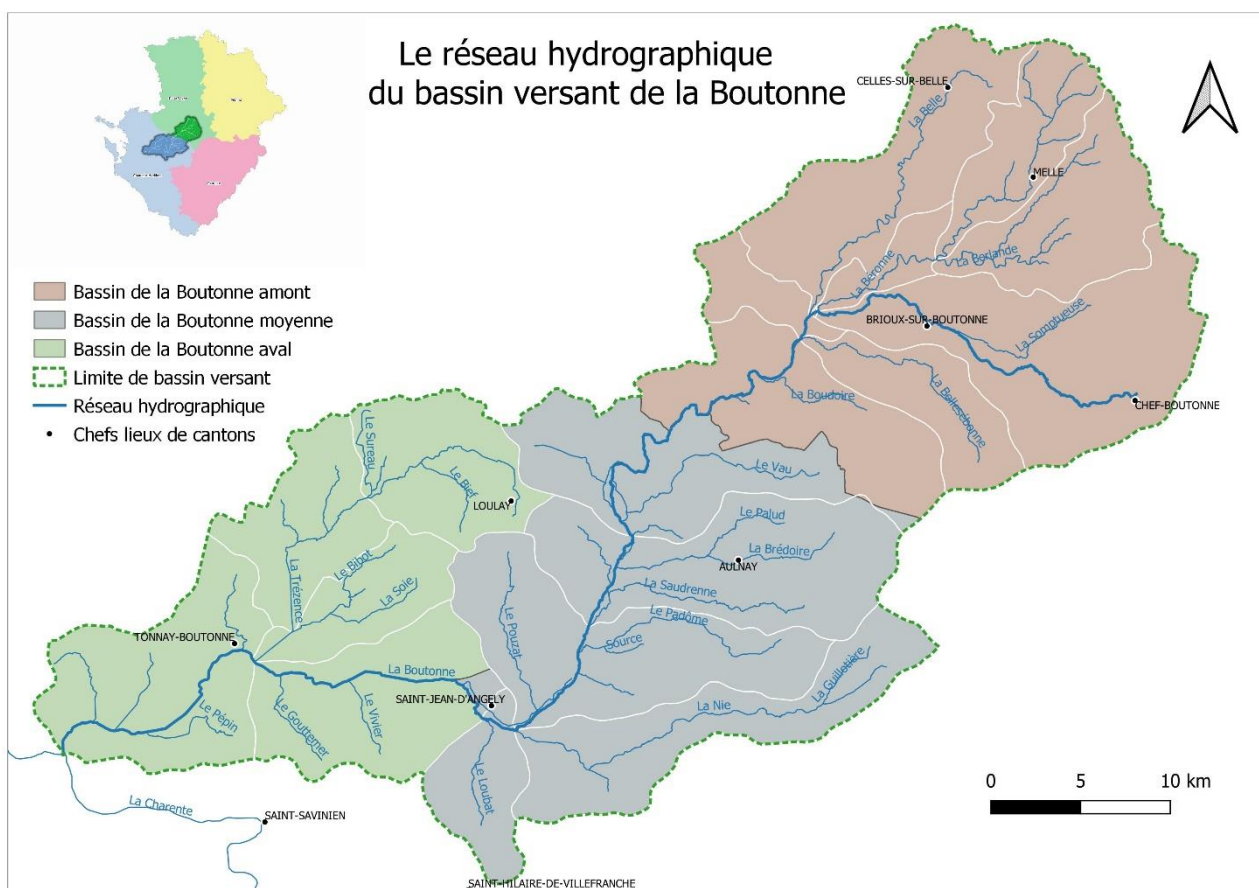 Le réseau hydrographique
du bassin versant de la Boutonne
Bassin de la Boutonne amont
Bassin de la Boutonne moyenne
Bassin de la Boutonne aval
Limite de bassin versant
Réseau hydrographique
Chefs lieux de cantons
CELLES-SUR-BELLE
La Belle
MELLE
La Berlande
La Béronne
BRIOUX-SUR-BOUTONNE
La Somptueuse
CHEF-BOUTONNE
La Boudoire
La Bellesébonne
Le Sureau
Le Bief
LOULAY
Le Vau
Le Palud
La Brédoire
AULNAY
La Trézence
Le Bibot
La Soie
La Saudrenne
Le Padôme
Le Pouzat
Source
TONNAY-BOUTONNE
La Boutonne
SAINT-JEAN-D'ANGELY
La Guillotière
La Nie
Le Pépin
Le Gouttemer
Le Vivier
Le Loubat
La Charente
SAINT-SAVINIEN
SAINT-HILAIRE-DE-VILLEFRANCHE
0 5 10 km